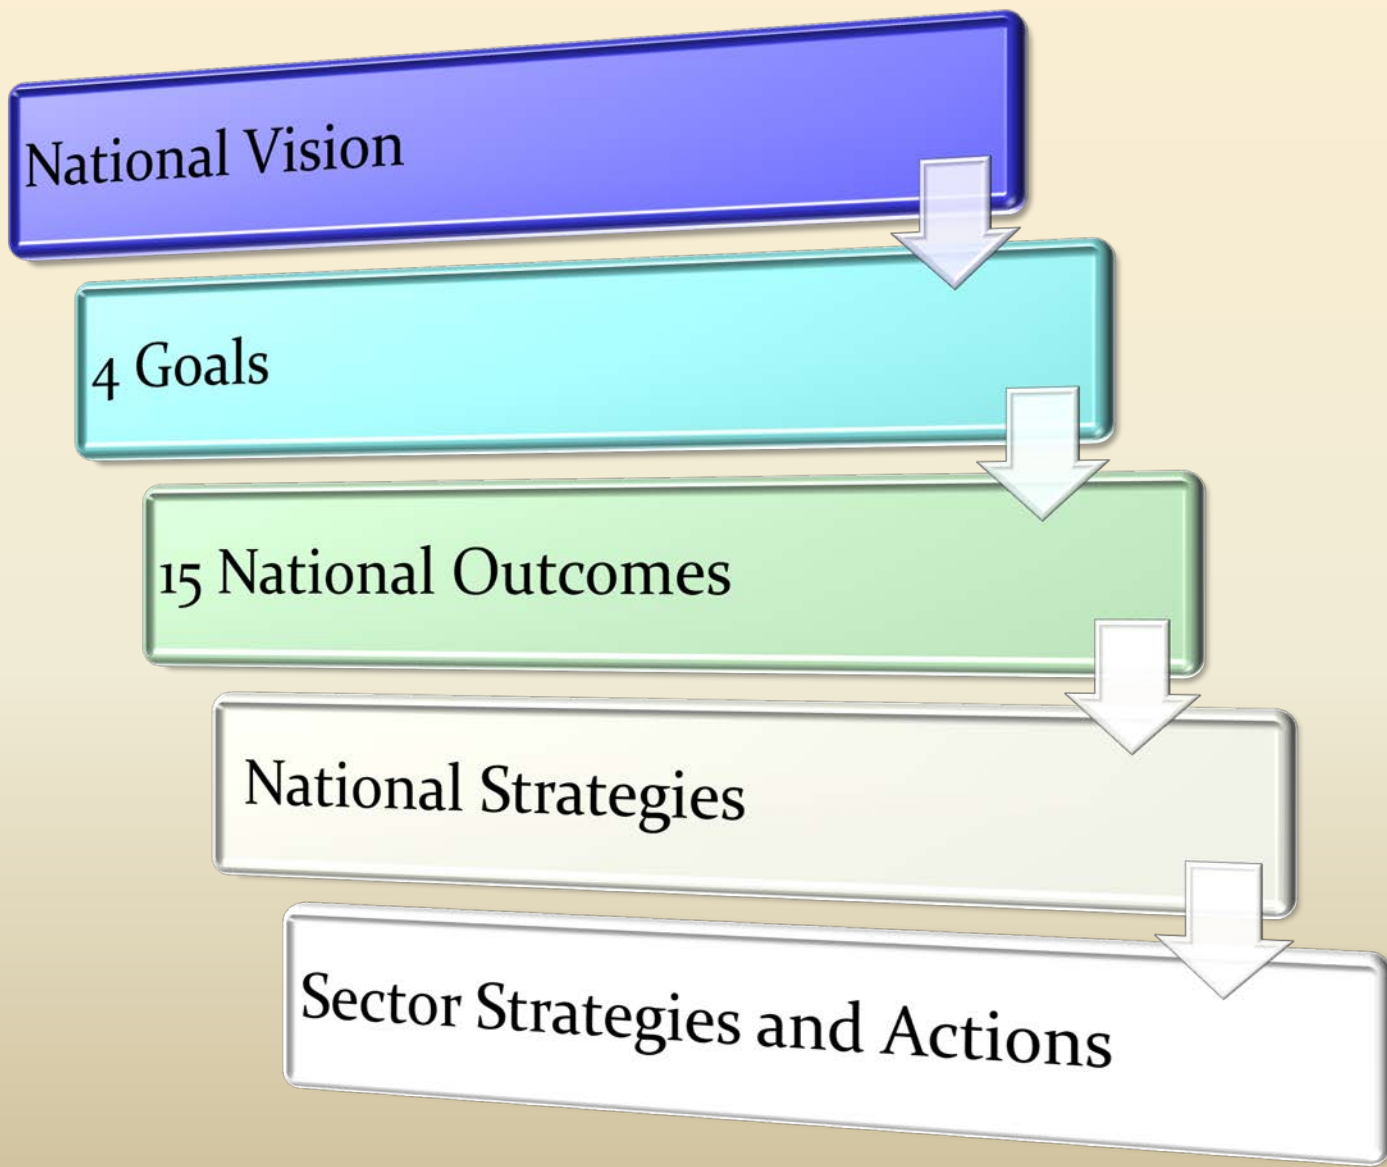 National Vision
4 Goals
15 National Outcomes
National Strategies
Sector Strategies and Actions